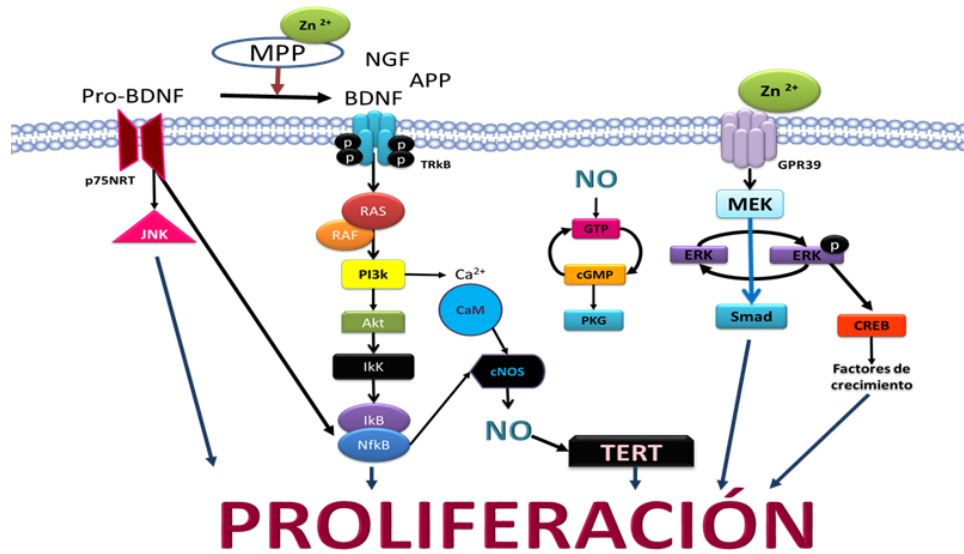 Zn 2+
MPP
NGF
APP
Pro-BDNF
BDNF
Zn 2+
p
p
p
p
p75NRT
TRkB
GPR39
JNK
RAS
RAF
PI3k
Ca2+
CaM
Akt
IkK
cNOS
IkB
NfkB
NO
TERT
NO
GTP
cGMP
PKG
MEK
ERK
ERK
p
Smad
CREB
Factores de
crecimiento
PROLIFERACIÓN